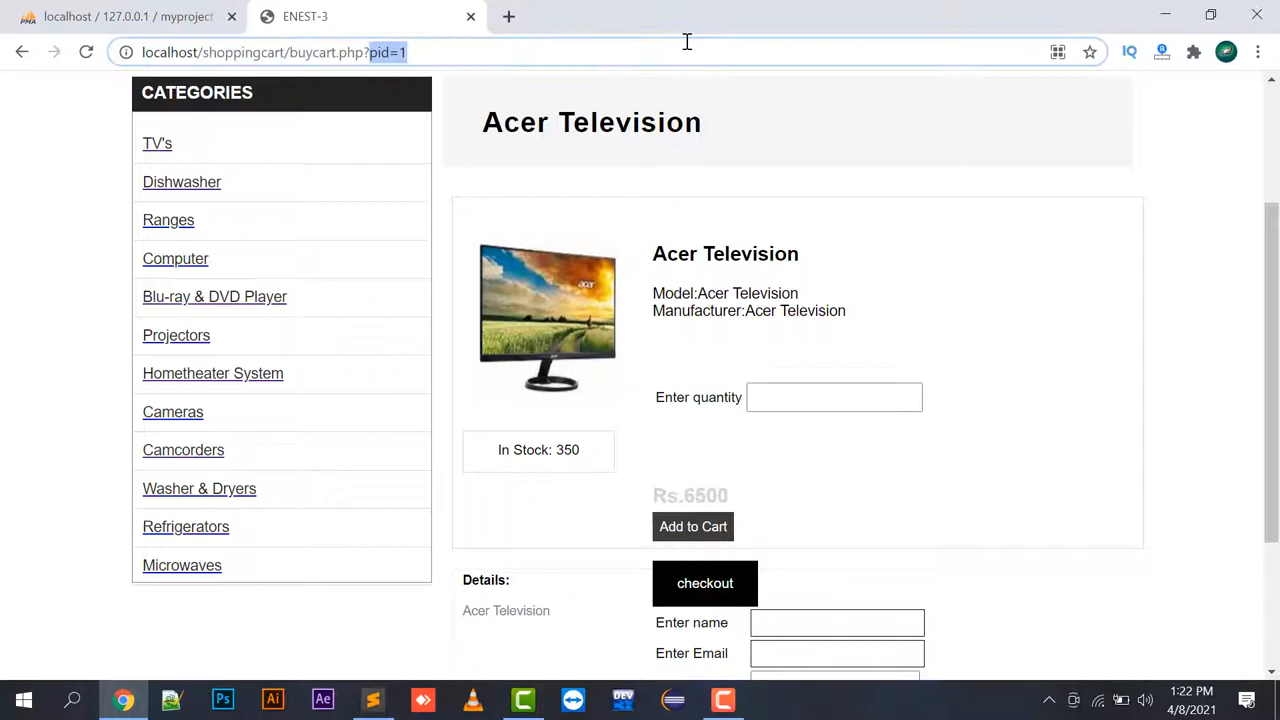 localhost / 127.0.0.1 / myproject
ENEST-3
localhost/shoppingcart/buycart.php?pid=1
CATEGORIES
TV's
Dishwasher
Ranges
Computer
Blu-ray & DVD Player
Projectors
Hometheater System
Cameras
Camcorders
Washer & Dryers
Refrigerators
Microwaves
Acer Television
Acer Television
Model:Acer Television
Manufacturer:Acer Television
Enter quantity
In Stock: 350
Rs.6500
Add to Cart
Details:
Acer Television
checkout
Enter name
Enter Email
1:22 PM
4/8/2021